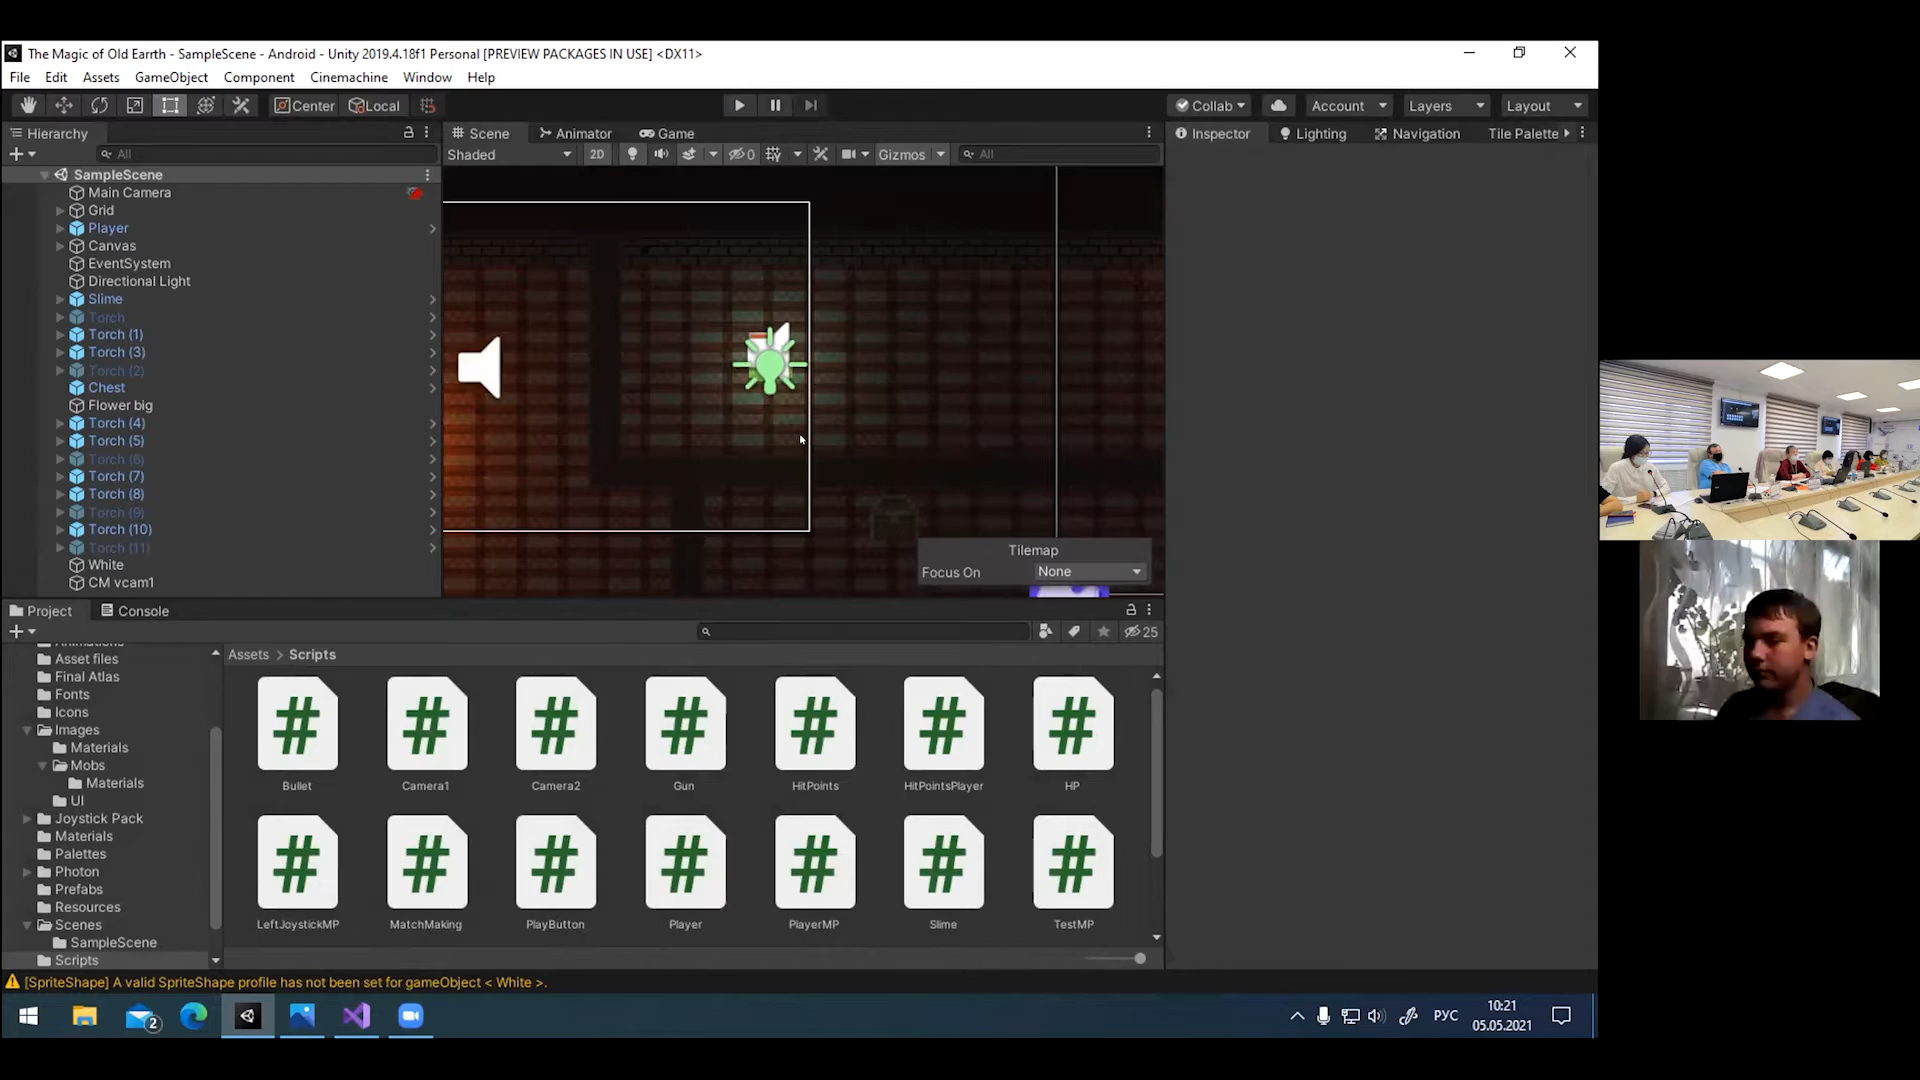 The Magic of Old Earrth - SampleScene - Android - Unity 2019.4.18f1 Personal [PREVIEW PACKAGES IN USE] <DX11>
File Edit Assets GameObject Component Cinemachine Window Help
Center Local Collab Account Layers Layout
Hierarchy
All
SampleScene
Main Camera
Grid
Player
Canvas
EventSystem
Directional Light
Slime
Torch
Torch (1)
Torch (3)
Torch (2)
Chest
Flower big
Torch (4)
Torch (5)
Torch (6)
Torch (7)
Torch (8)
Torch (9)
Torch (10)
Torch (11)
White
CM vcam1
Scene Animator Game
Shaded 2D 0 Gizmos All
Tilemap
Focus On None
Inspector Lighting Navigation Tile Palette
Project Console
25
Asset files
Final Atlas
Fonts
Icons
Images
Materials
Mobs
Materials
UI
Joystick Pack
Materials
Palettes
Photon
Prefabs
Resources
Scenes
SampleScene
Scripts
Assets > Scripts
Bullet Camera1 Camera2 Gun HitPoints HitPointsPlayer HP
LeftJoystickMP MatchMaking PlayButton Player PlayerMP Slime TestMP
[SpriteShape] A valid SpriteShape profile has not been set for gameObject < White >.
2
РУС
10:21
05.05.2021